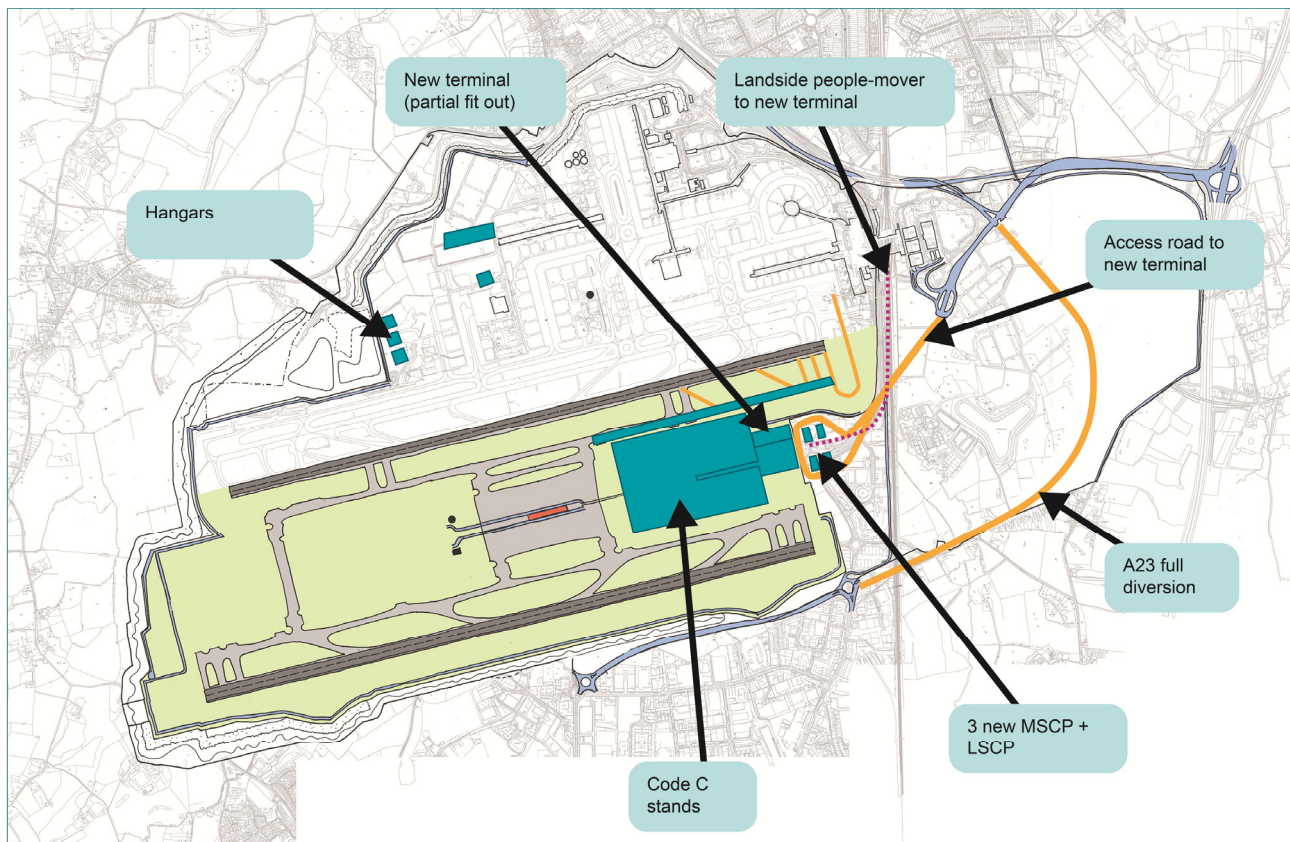 New terminal
(partial fit out)
Landside people-mover
to new terminal
Hangars
Access road to
new terminal
A23 full
diversion
3 new MSCP +
LSCP
Code C
stands